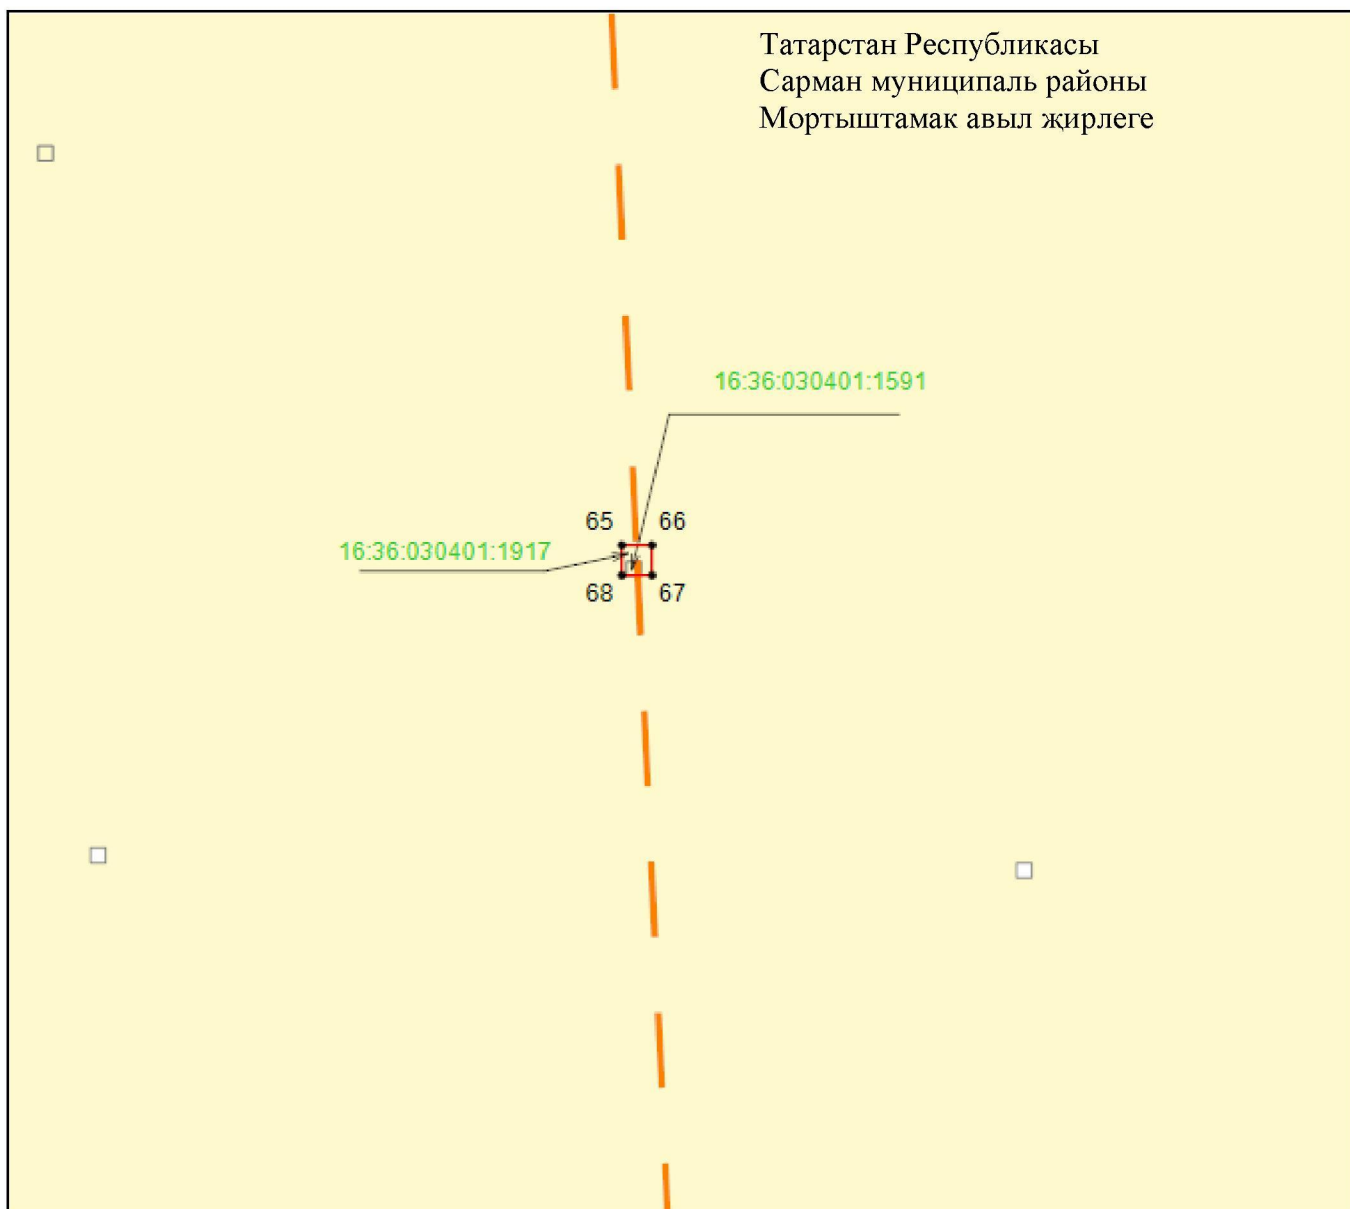 Татарстан Республикасы
Сарман муниципаль районы
Мортыштамак авыл җирлеге
16:36:030401:1591
65 66
16:36:030401:1917
68 67